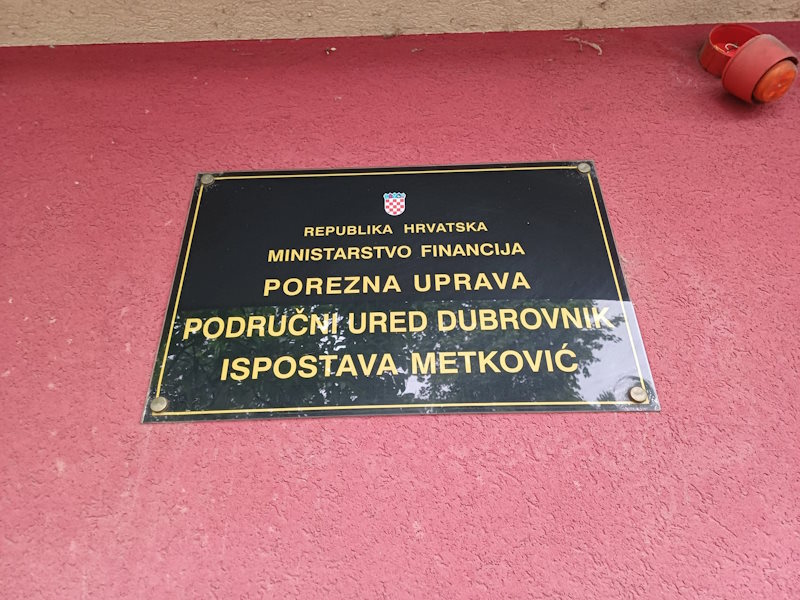 REPUBLIKA HRVATSKA
MINISTARSTVO FINANCIJA
POREZNA UPRAVA
PODRUČNI URED DUBROVNIK
ISPOSTAVA METKOVIĆ